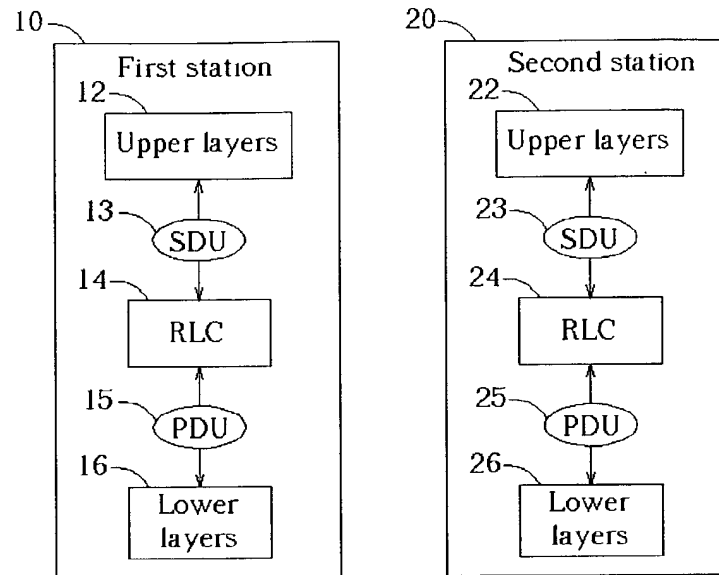 10
First station
12
Upper layers
13
SDU
14
RLC
15
PDU
16
Lower
layers
20
Second station
22
Upper layers
23
SDU
24
RLC
25
PDU
26
Lower
layers